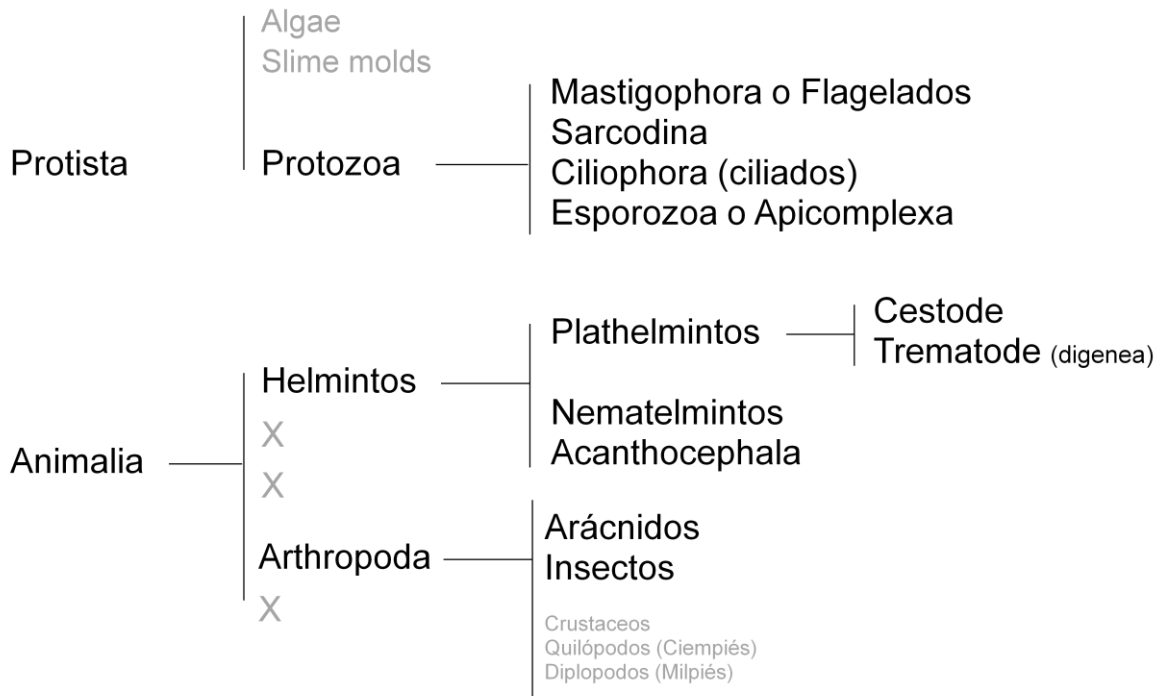 Algae
Slime molds
Protista
Protozoa
Mastigophora o Flagelados
Sarcodina
Ciliophora (ciliados)
Esporozoa o Apicomplexa
Animalia
Helmintos
X
X
Arthropoda
X
Plathelmintos
Cestode
Trematode (digenea)
Nematelmintos
Acanthocephala
Arácnidos
Insectos
Crustaceos
Quilópodos (Ciempiés)
Diplopodos (Milpiés)